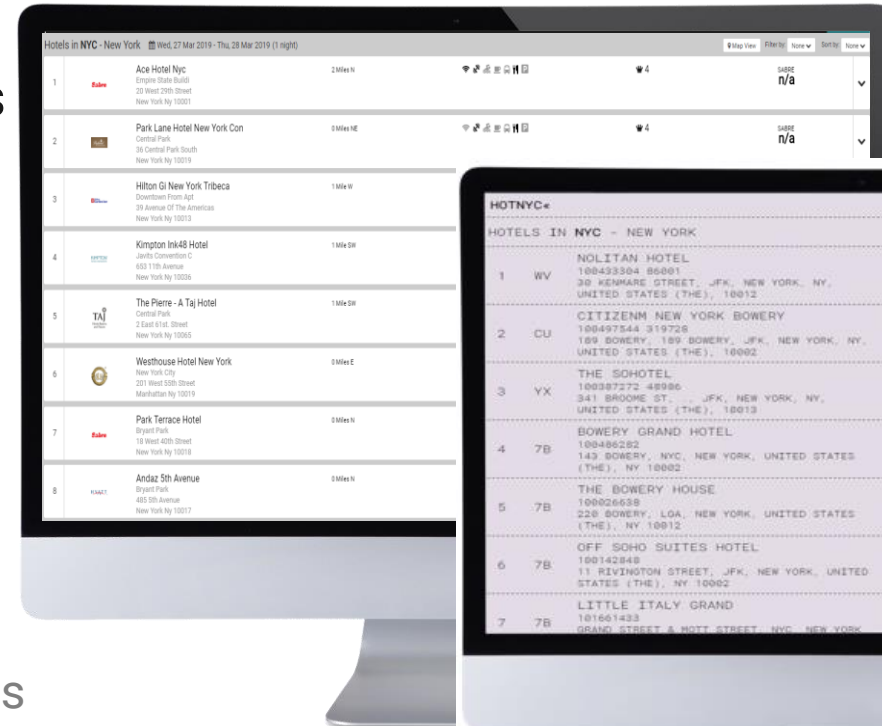 s
Hotels in NYC - New York Wed, 27 Mar 2019 - Thu, 28 Mar 2019 (1 night) Map View Filter by: None Sort by: None
1
Sabre
Ace Hotel Nyc
Empire State Buildi
20 West 29th Street
New York Ny 10001
2 Miles N
4
SABRE
n/a
2
Park Lane Hotel New York Con
Central Park
36 Central Park South
New York Ny 10019
0 Miles NE
4
SABRE
n/a
3
Hilton Gi New York Tribeca
Downtown From Apt
39 Avenue Of The Americas
New York Ny 10013
1 Mile W
4
KIMPTON
Kimpton Ink48 Hotel
Javits Convention C
653 11th Avenue
New York Ny 10036
1 Mile SW
5
TAJ
The Pierre - A Taj Hotel
Central Park
2 East 61st. Street
New York Ny 10065
1 Mile SW
6
Westhouse Hotel New York
New York City
201 West 55th Street
Manhattan Ny 10019
0 Miles E
7
Sabre
Park Terrace Hotel
Bryant Park
18 West 40th Street
New York Ny 10018
0 Miles N
8
HYATT
Andaz 5th Avenue
Bryant Park
485 5th Avenue
New York Ny 10017
0 Miles N
HOTNYC«
HOTELS IN NYC - NEW YORK
1 WV
NOLITAN HOTEL
100433304 86001
30 KENMARE STREET, JFK, NEW YORK, NY,
UNITED STATES (THE), 10012
2 CU
CITIZENM NEW YORK BOWERY
100497544 319728
189 BOWERY, 189 BOWERY, JFK, NEW YORK, NY,
UNITED STATES (THE), 10002
3 YX
THE SOHOTEL
100387272 48986
341 BROOME ST. , , JFK, NEW YORK, NY,
UNITED STATES (THE), 10013
4 7B
BOWERY GRAND HOTEL
100486282
143 BOWERY, NYC, NEW YORK, UNITED STATES
(THE), NY 10002
5 7B
THE BOWERY HOUSE
100026638
220 BOWERY, LGA, NEW YORK, UNITED STATES
(THE), NY 10012
6 7B
OFF SOHO SUITES HOTEL
100142848
11 RIVINGTON STREET, JFK, NEW YORK, UNITED
STATES (THE), NY 10002
7 7B
LITTLE ITALY GRAND
101661433
GRAND STREET & MOTT STREET, NYC, NEW YORK
s